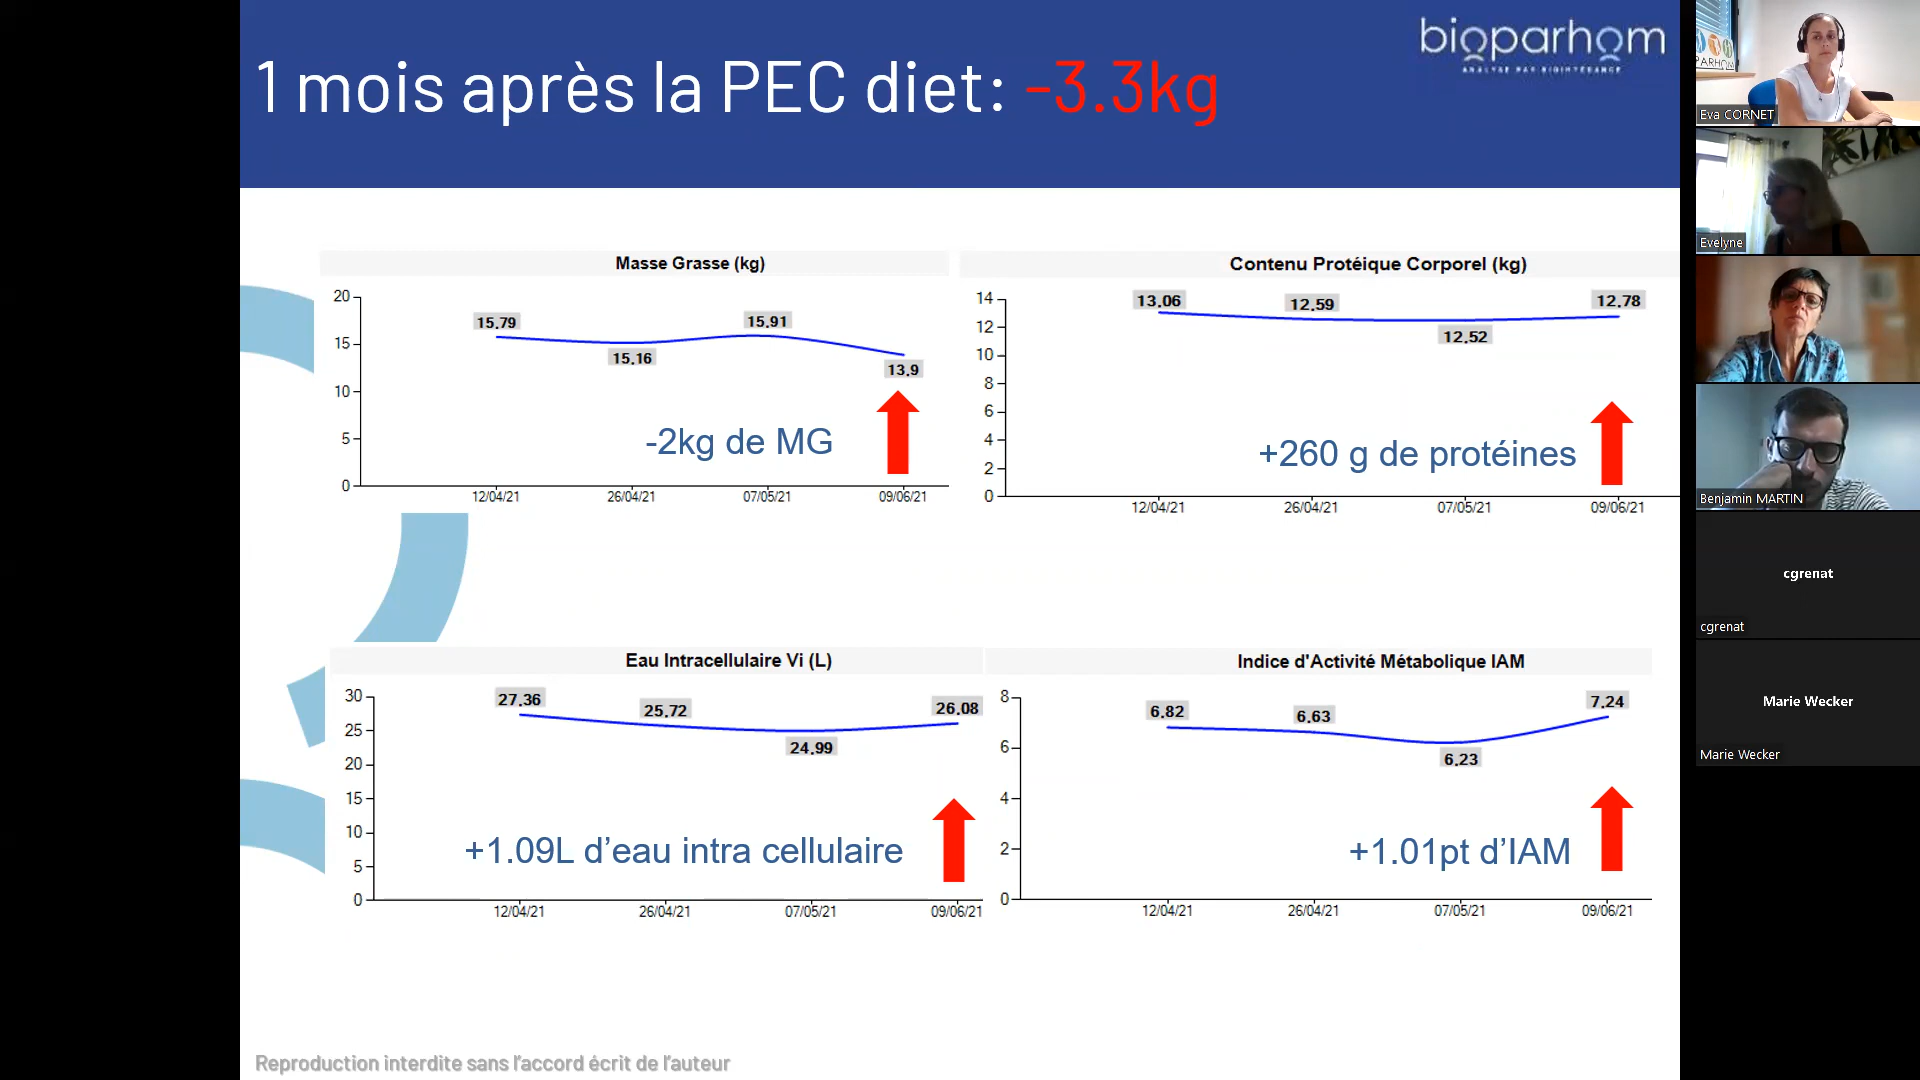 1 mois après la PEC diet: -3.3kg
bioparhom
ANALYSE PAR BIOIMPÉDANCE
Masse Grasse (kg)
20
15
10
5
0
15.79
15.16
15.91
13.9
-2kg de MG
12/04/21 26/04/21 07/05/21 09/06/21
Contenu Protéique Corporel (kg)
14
12
10
8
6
4
2
0
13.06
12.59
12.52
12.78
+260 g de protéines
12/04/21 26/04/21 07/05/21 09/06/21
Eau Intracellulaire Vi (L)
30
25
20
15
10
5
0
27.36
25.72
24.99
26.08
+1.09L d’eau intra cellulaire
12/04/21 26/04/21 07/05/21 09/06/21
Indice d'Activité Métabolique IAM
8
6
4
2
0
6.82
6.63
6.23
7.24
+1.01pt d’IAM
12/04/21 26/04/21 07/05/21 09/06/21
Reproduction interdite sans l’accord écrit de l’auteur
PARHOM
Eva CORNET
Evelyne
Benjamin MARTIN
cgrenat
cgrenat
Marie Wecker
Marie Wecker